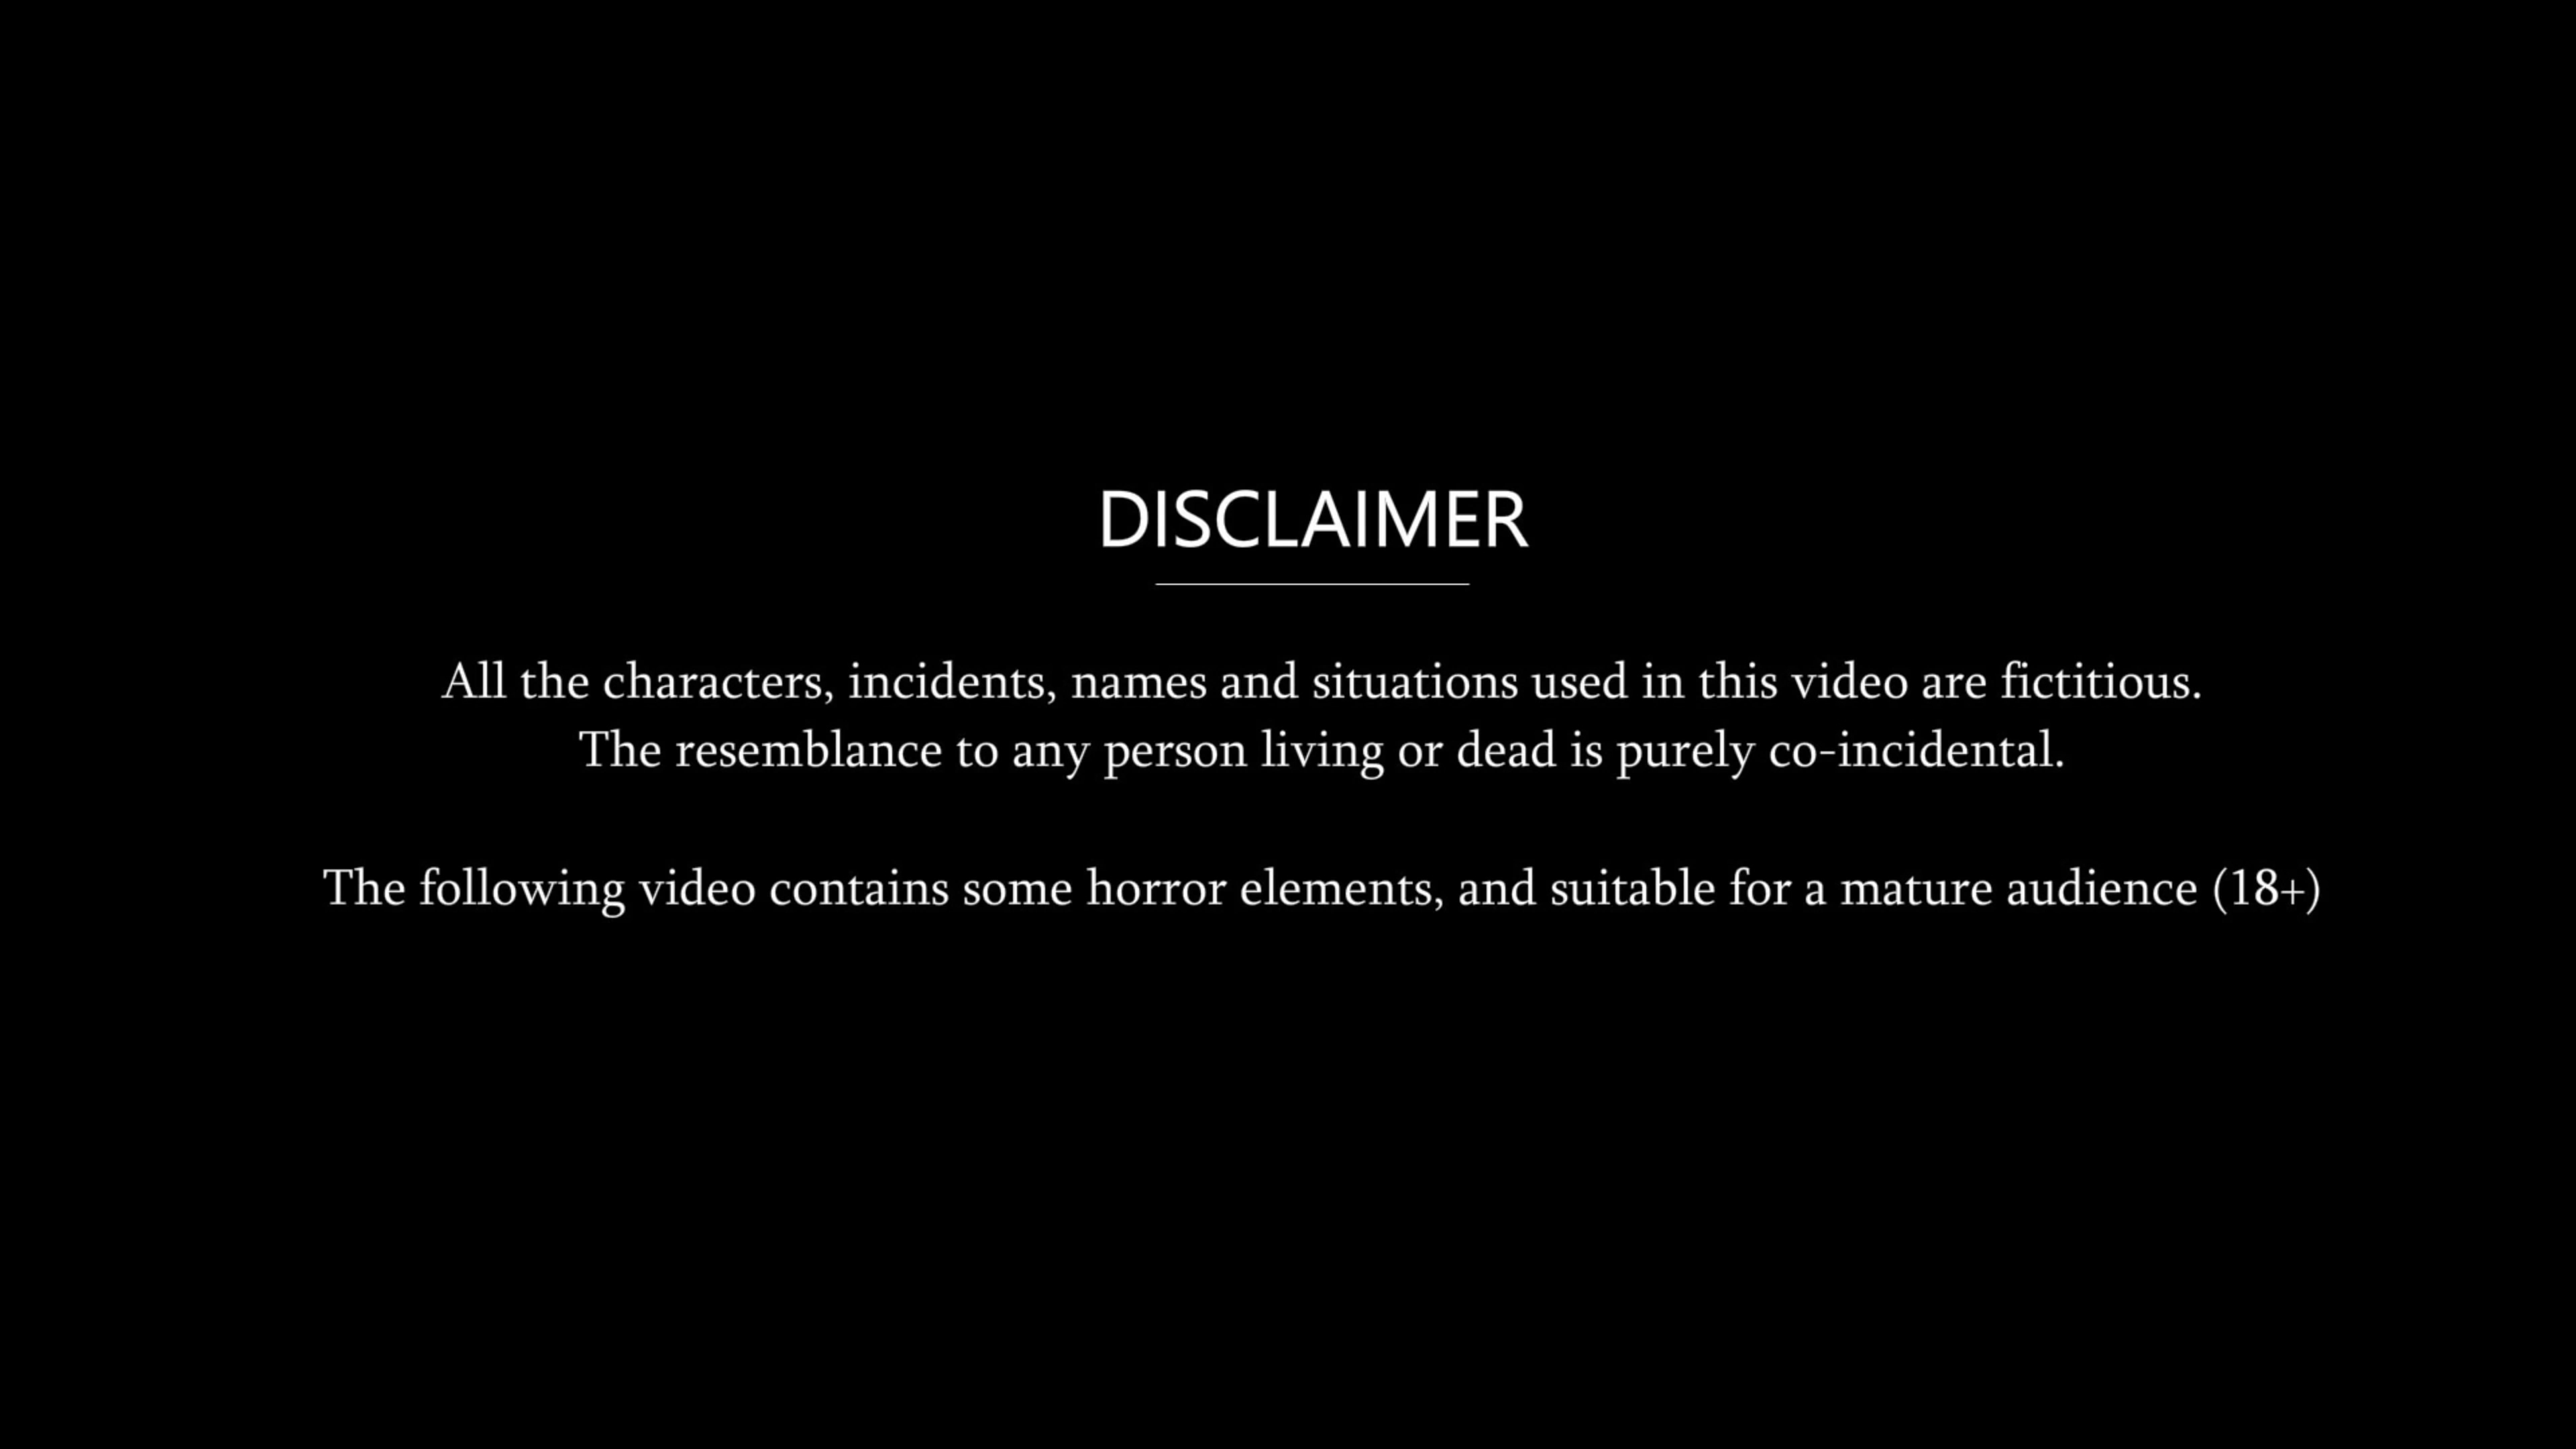 DISCLAIMER
All the characters, incidents, names and situations used in this video are fictitious.
The resemblance to any person living or dead is purely co-incidental.
The following video contains some horror elements, and suitable for a mature audience (18+)